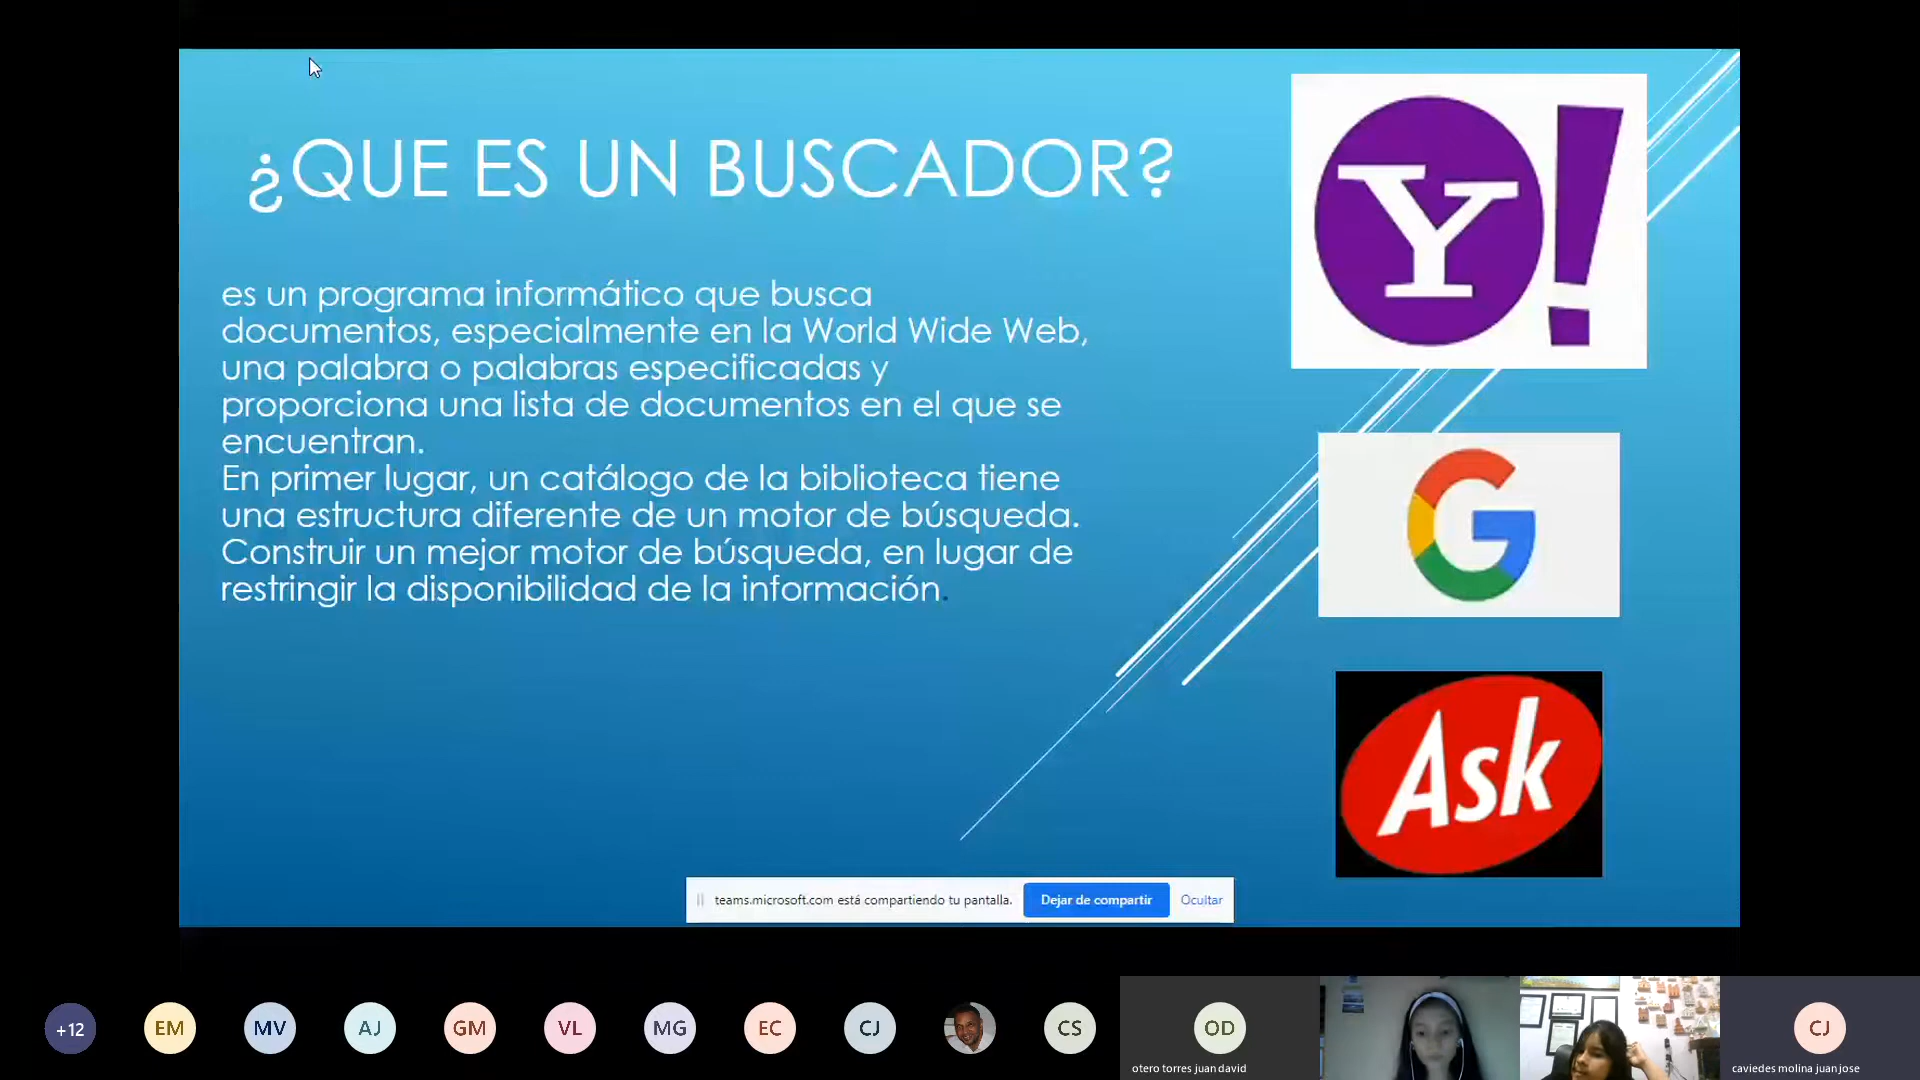 ¿QUE ES UN BUSCADOR?
es un programa informático que busca
documentos, especialmente en la World Wide Web,
una palabra o palabras especificadas y
proporciona una lista de documentos en el que se
encuentran.
En primer lugar, un catálogo de la biblioteca tiene
una estructura diferente de un motor de búsqueda.
Construir un mejor motor de búsqueda, en lugar de
restringir la disponibilidad de la información.
Y!
G
Ask
teams.microsoft.com está compartiendo tu pantalla. Dejar de compartir Ocultar
+12 EM MV AJ GM VL MG EC CJ CS OD CJ
otero torres juan david caviedes molina juan jose